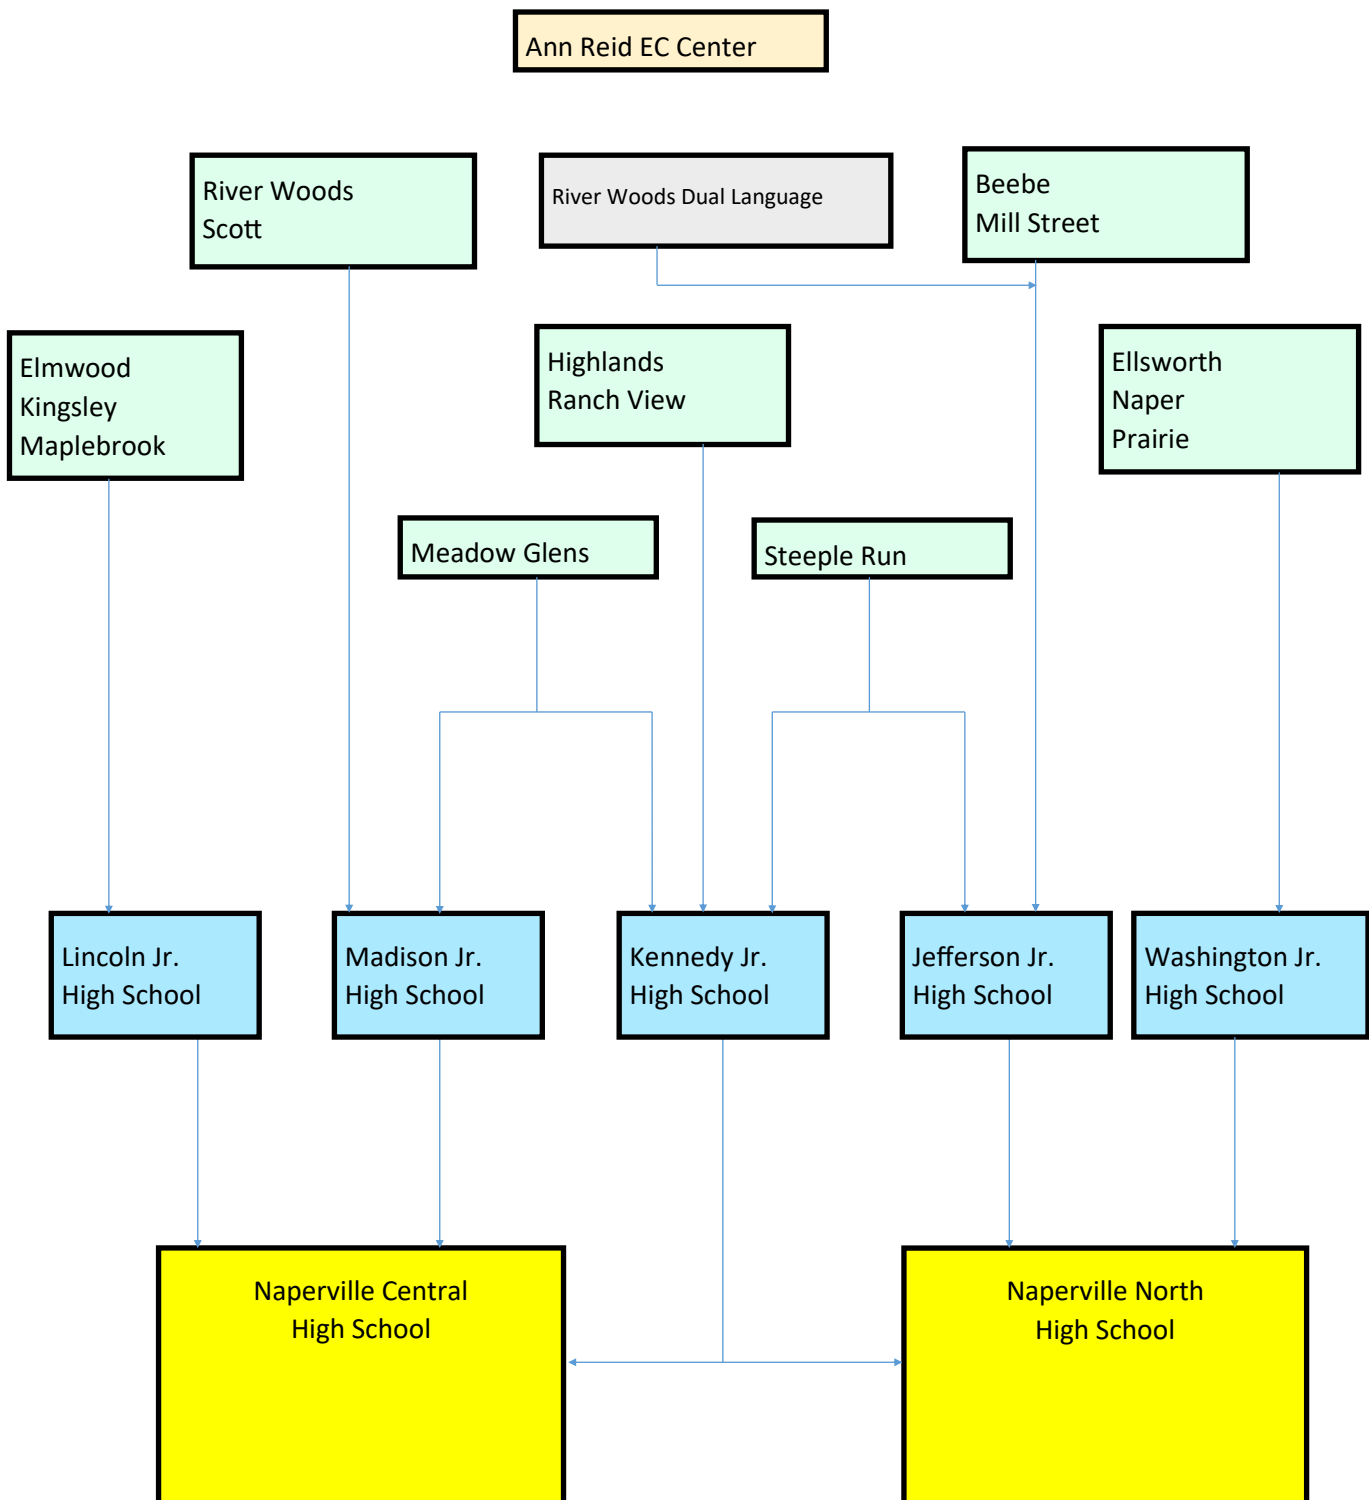 Ann Reid EC Center
River Woods
Scott
River Woods Dual Language
Beebe
Mill Street
Elmwood
Kingsley
Maplebrook
Highlands
Ranch View
Ellsworth
Naper
Prairie
Meadow Glens
Steeple Run
Lincoln Jr.
High School
Madison Jr.
High School
Kennedy Jr.
High School
Jefferson Jr.
High School
Washington Jr.
High School
Naperville Central
High School
Naperville North
High School